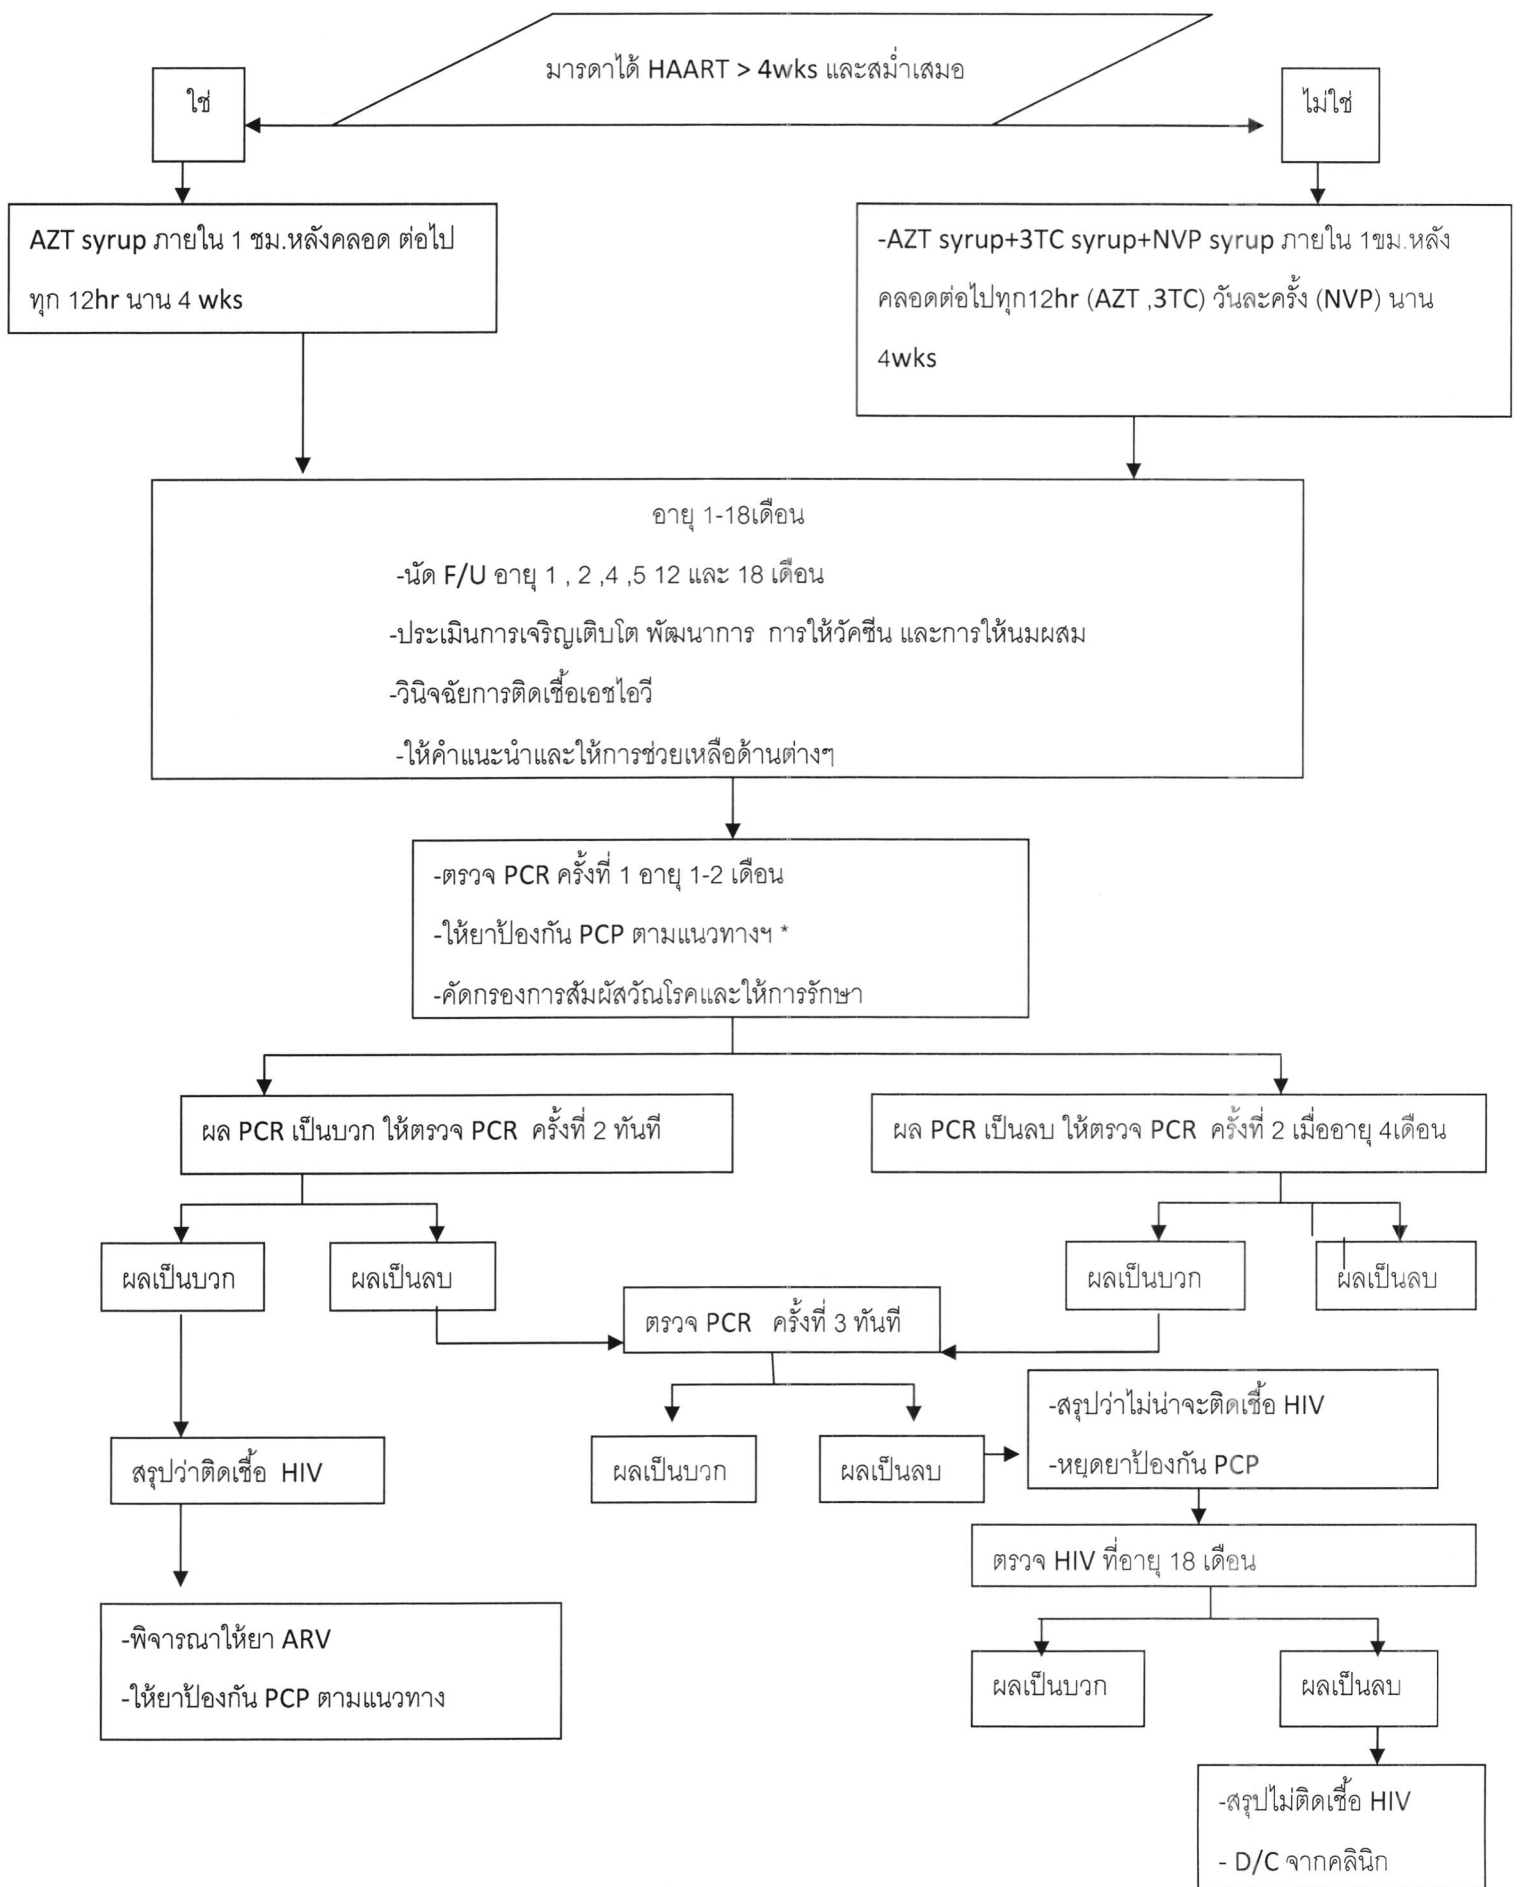 มารดาได้ HAART > 4wks และสม่ำเสมอ
ใช่
ไม่ใช่
AZT syrup ภายใน 1 ชม.หลังคลอด ต่อไป
ทุก 12hr นาน 4 wks
-AZT syrup+3TC syrup+NVP syrup ภายใน 1ขม.หลัง
คลอดต่อไปทุก12hr (AZT ,3TC) วันละครั้ง (NVP) นาน
4wks
อายุ 1-18เดือน
-นัด F/U อายุ 1 , 2 ,4 ,5 12 และ 18 เดือน
-ประเมินการเจริญเติบโต พัฒนาการ การให้วัคซีน และการให้นมผสม
-วินิจฉัยการติดเชื้อเอชไอวี
-ให้คำแนะนำและให้การช่วยเหลือด้านต่างๆ
-ตรวจ PCR ครั้งที่ 1 อายุ 1-2 เดือน
-ให้ยาป้องกัน PCP ตามแนวทางฯ *
-คัดกรองการสัมผัสวัณโรคและให้การรักษา
ผล PCR เป็นบวก ให้ตรวจ PCR ครั้งที่ 2 ทันที
ผล PCR เป็นลบ ให้ตรวจ PCR ครั้งที่ 2 เมื่ออายุ 4เดือน
ผลเป็นบวก
ผลเป็นลบ
ผลเป็นบวก
ผลเป็นลบ
ตรวจ PCR ครั้งที่ 3 ทันที
-สรุปว่าไม่น่าจะติดเชื้อ HIV
-หยุดยาป้องกัน PCP
สรุปว่าติดเชื้อ HIV
ผลเป็นบวก
ผลเป็นลบ
ตรวจ HIV ที่อายุ 18 เดือน
-พิจารณาให้ยา ARV
-ให้ยาป้องกัน PCP ตามแนวทาง
ผลเป็นบวก
ผลเป็นลบ
-สรุปไม่ติดเชื้อ HIV
- D/C จากคลินิก